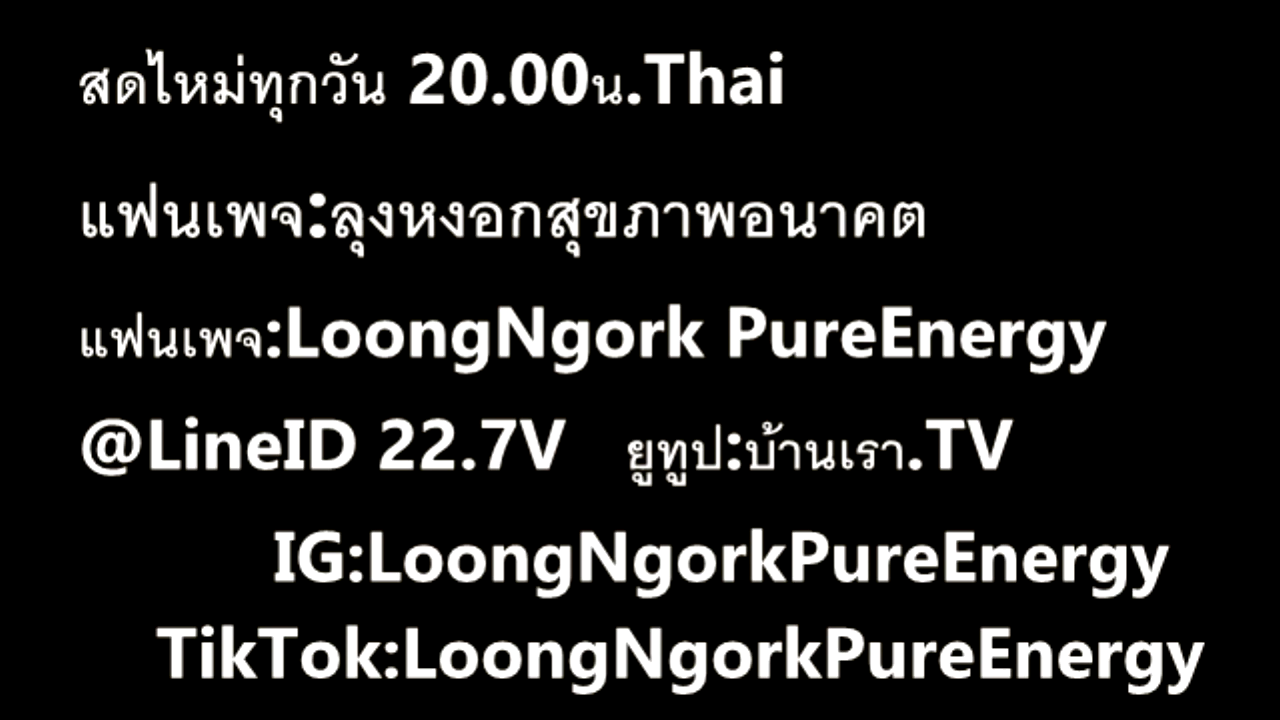 สดไหม่ทุกวัน 20.00น.Thai
แฟนเพจ:ลุงหงอกสุขภาพอนาคต
แฟนเพจ:LoongNgork PureEnergy
@LineID 22.7V ยูทูป:บ้านเรา.TV
IG:LoongNgorkPureEnergy
TikTok:LoongNgorkPureEnergy